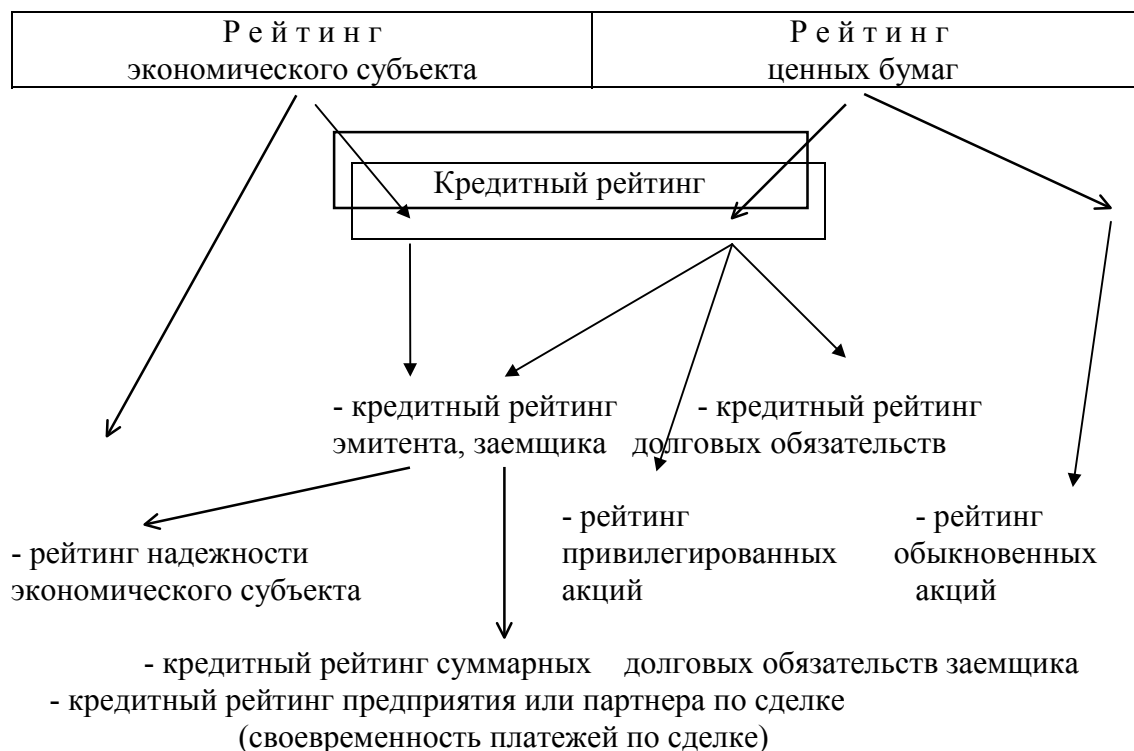 Р е й т и н г
экономического субъекта
Р е й т и н г
ценных бумаг
Кредитный рейтинг
- кредитный рейтинг
эмитента, заемщика
- кредитный рейтинг
долговых обязательств
- рейтинг надежности
экономического субъекта
- рейтинг
привилегированных
акций
- рейтинг
обыкновенных
акций
- кредитный рейтинг суммарных долговых обязательств заемщика
- кредитный рейтинг предприятия или партнера по сделке
(своевременность платежей по сделке)